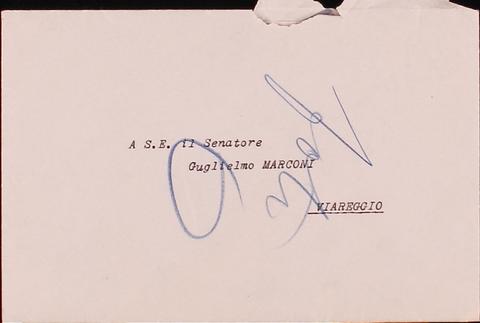 A S.E. il Senatore
Guglielmo MARCONI
VIAREGGIO